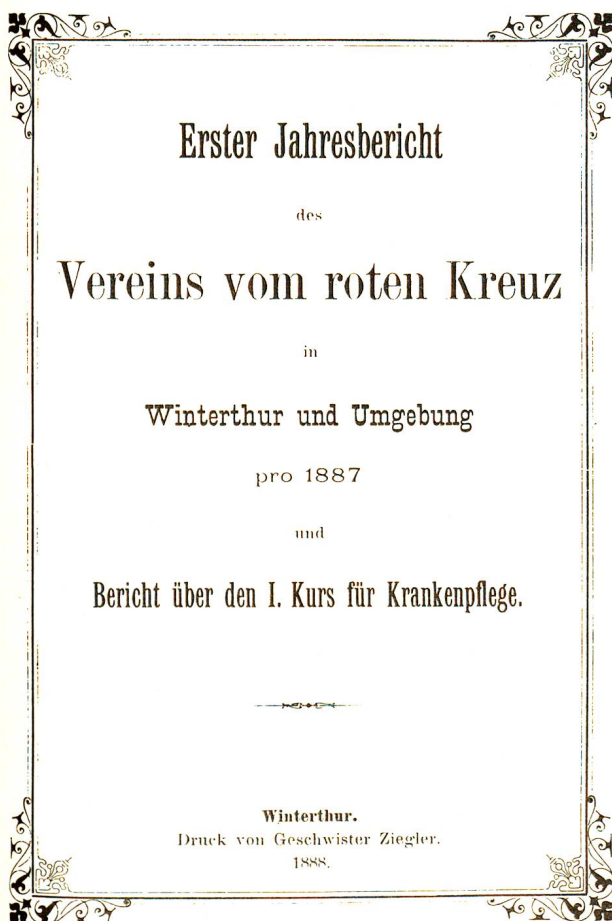 Erster Jahresbericht
des
Vereins vom roten Kreuz
in
Winterthur und Umgebung
pro 1887
und
Bericht über den I. Kurs für Krankenpflege.
Winterthur.
Druck von Geschwister Ziegler.
1888.